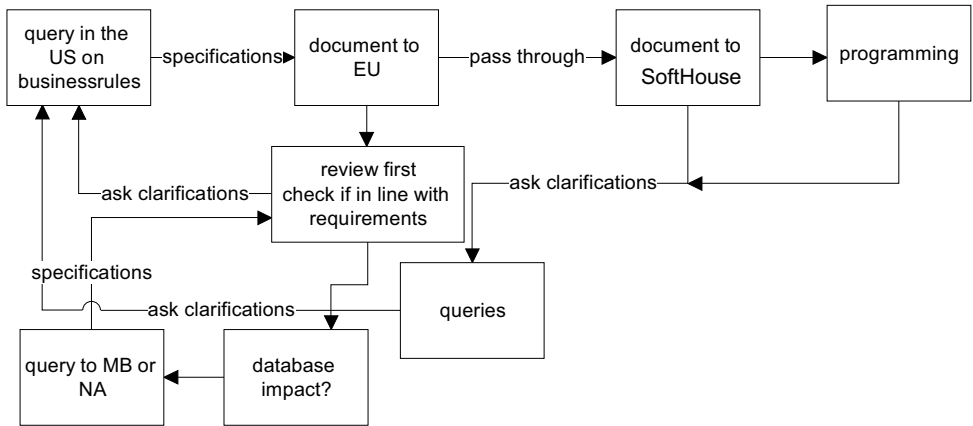 query in the
US on
businessrules
specifications
document to
EU
pass through
document to
SoftHouse
programming
review first
check if in line with
requirements
ask clarifications
ask clarifications
specifications
ask clarifications
queries
query to MB or
NA
database
impact?